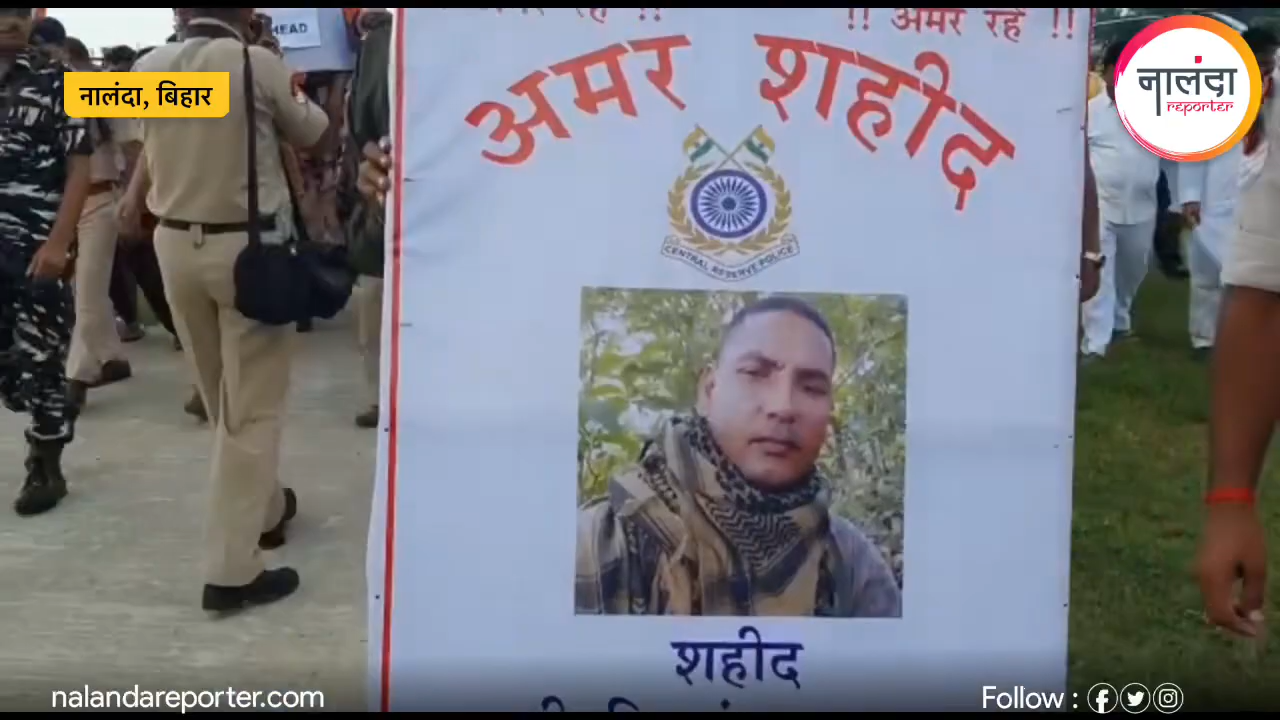 !! अमर रहे !!
HEAD
अमर शहीद
नालंदा, बिहार
नालंदा
reporter
CENTRAL RESERVE POLICE
शहीद
nalandareporter.com
Follow :